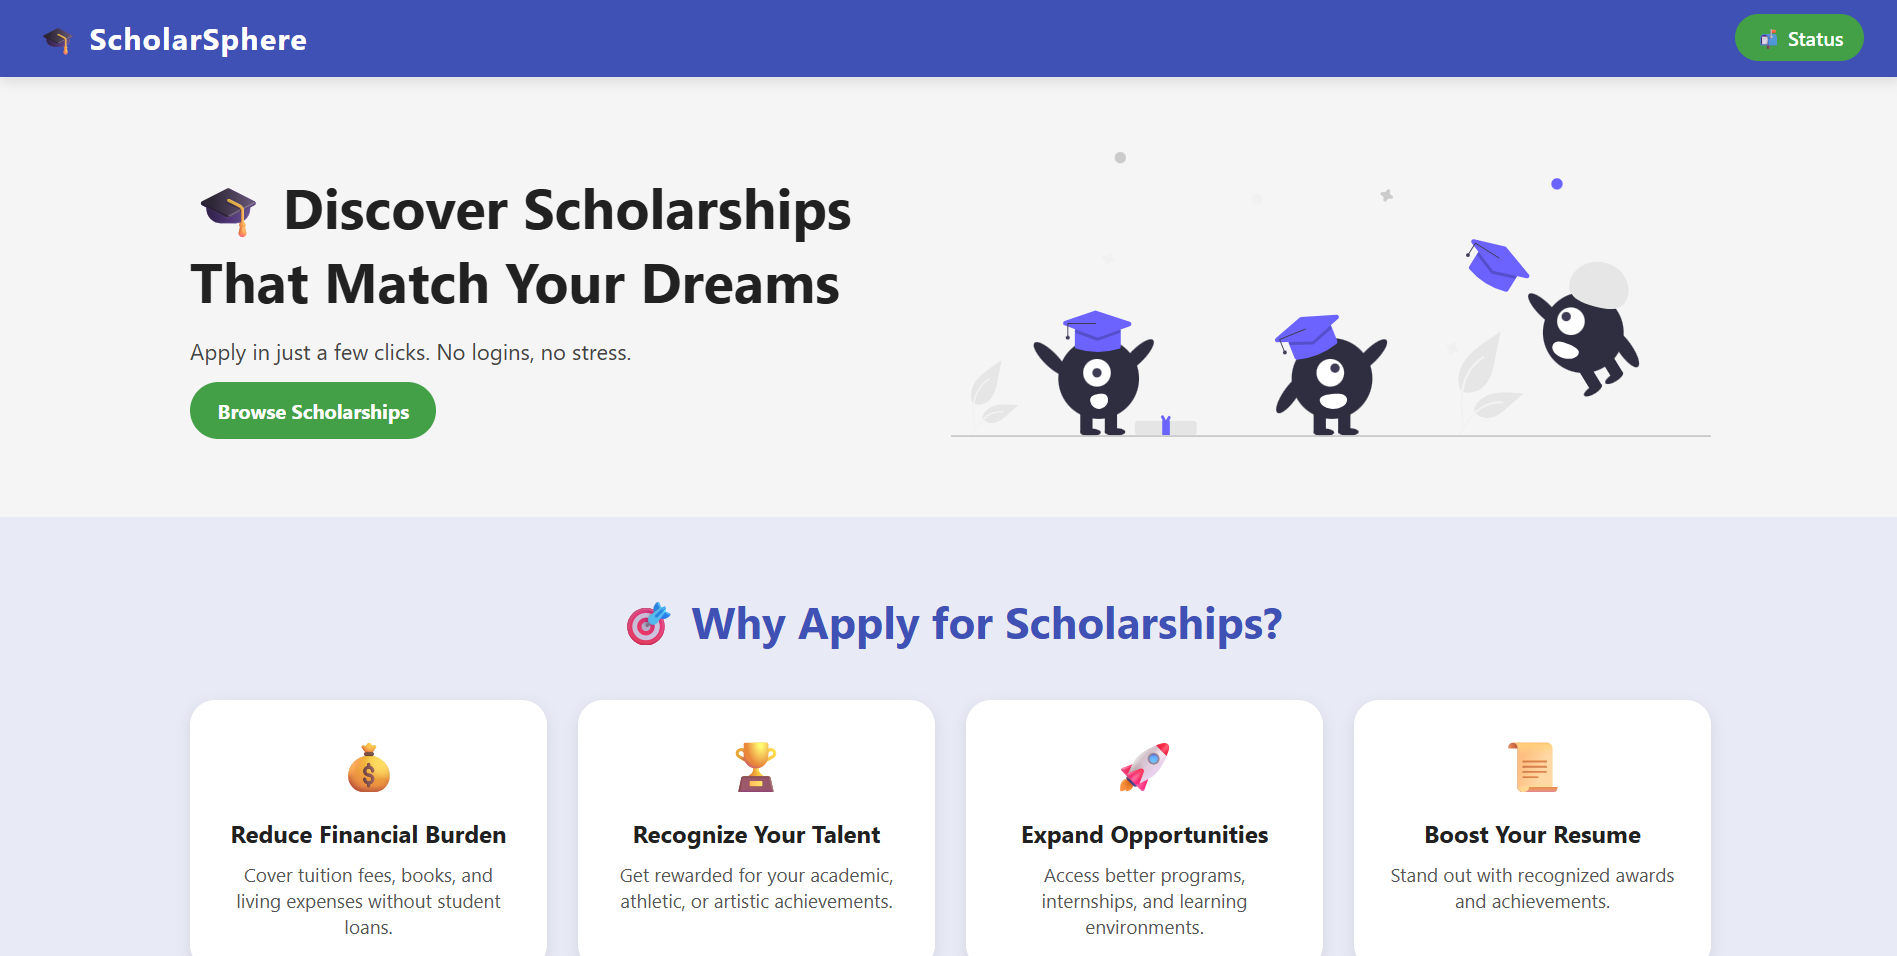 ScholarSphere
Status
Discover Scholarships
That Match Your Dreams
Apply in just a few clicks. No logins, no stress.
Browse Scholarships
Why Apply for Scholarships?
Reduce Financial Burden
Cover tuition fees, books, and
living expenses without student
loans.
Recognize Your Talent
Get rewarded for your academic,
athletic, or artistic achievements.
Expand Opportunities
Access better programs,
internships, and learning
environments.
Boost Your Resume
Stand out with recognized awards
and achievements.